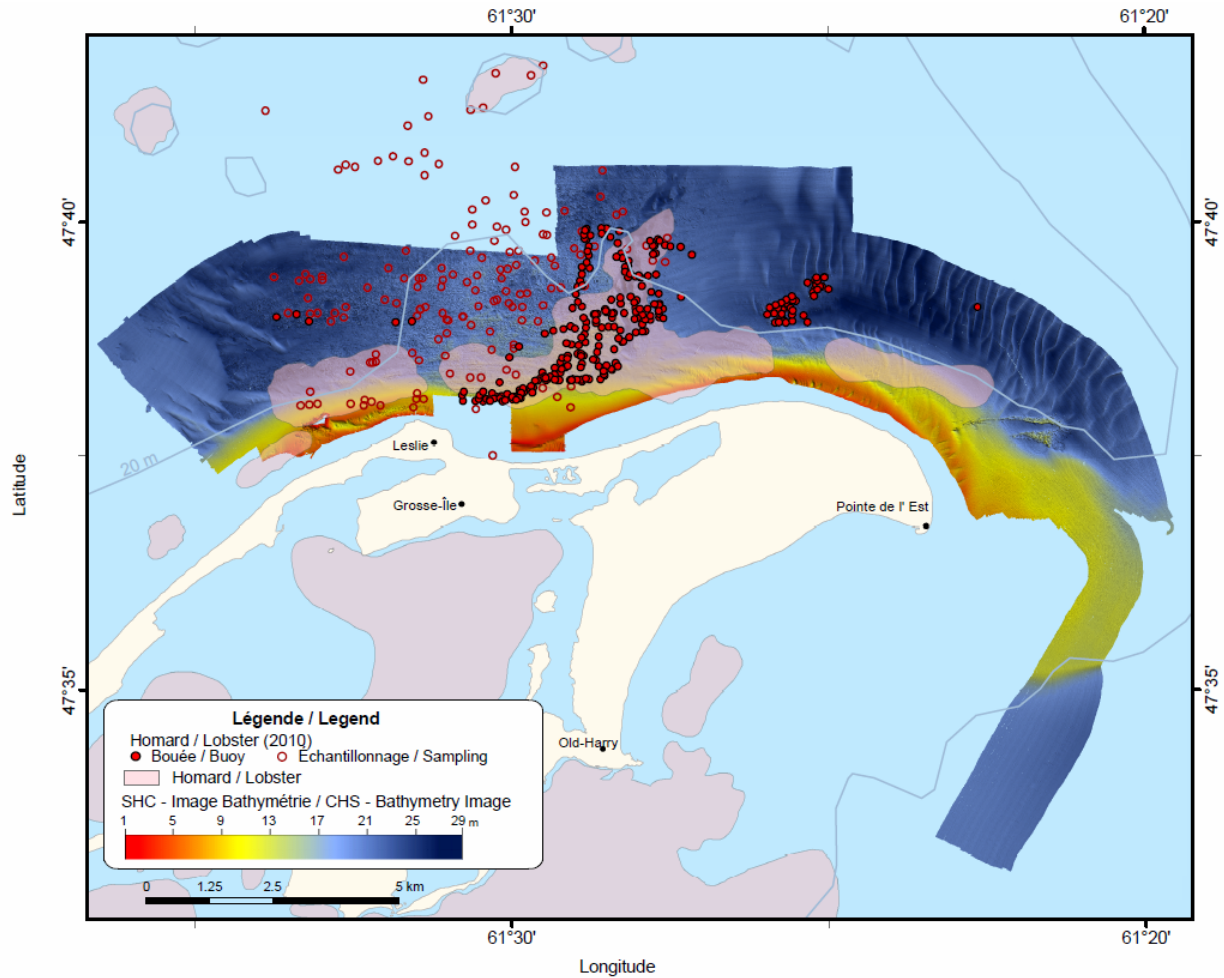 61°30'
61°20'
47°40'
47°40'
Latitude
20 m
Leslie
Grosse-Île
Pointe de l' Est
47°35'
47°35'
Old-Harry
Légende / Legend
Homard / Lobster (2010)
Bouée / Buoy
Echantillonnage / Sampling
Homard / Lobster
SHC - Image Bathymétrie / CHS - Bathymetry Image
1 5 9 13 17 21 25 29 m
0 1.25 2.5 5 km
61°30'
61°20'
Longitude